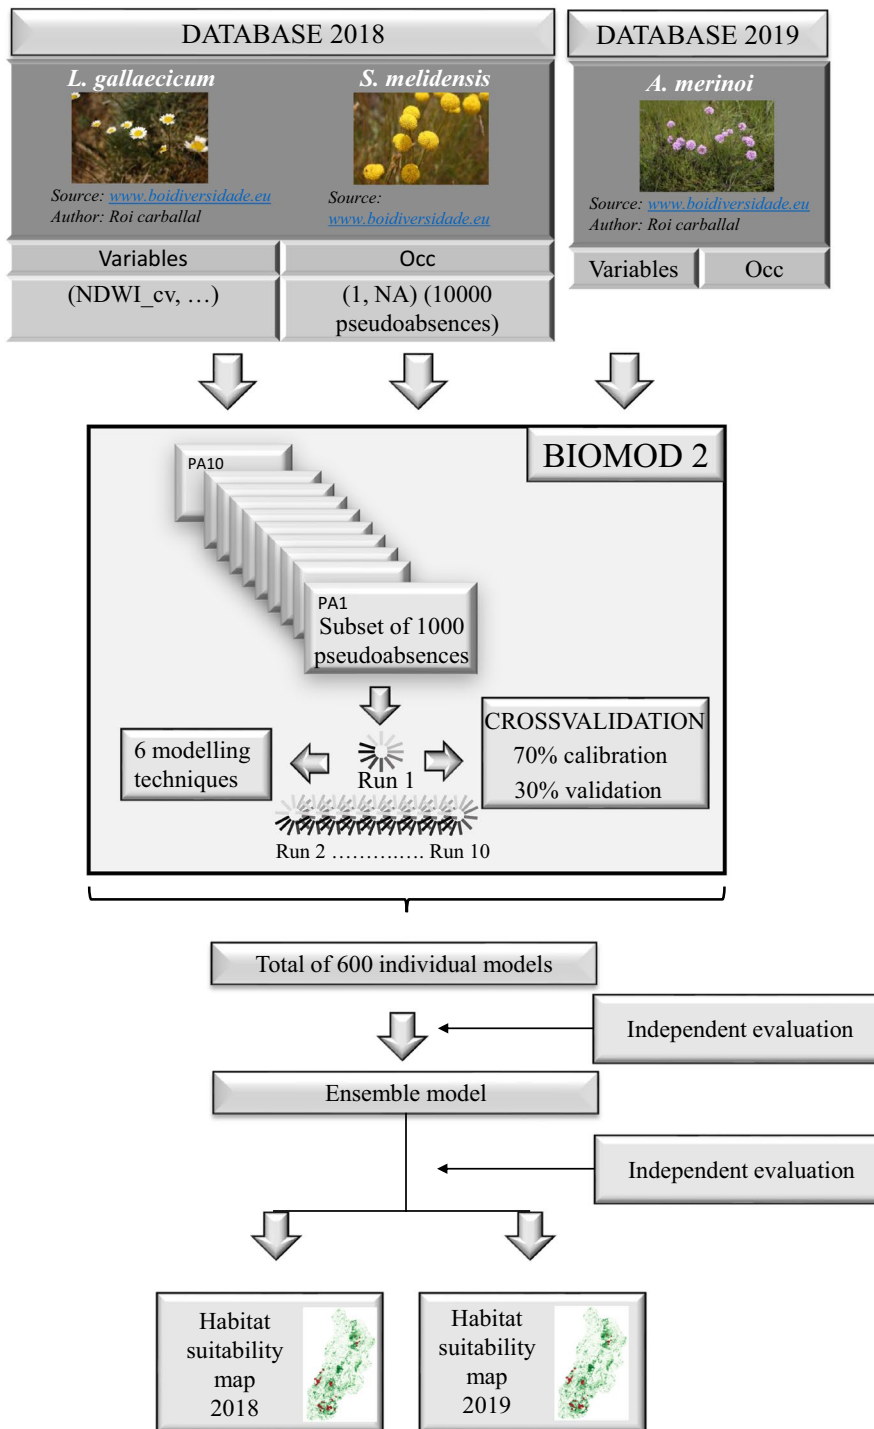 DATABASE 2018
L. gallaecicum
S. melidensis
Source: www.boidiversidade.eu
Author: Roi carballal
Source:
www.boidiversidade.eu
Variables
Occ
(NDWI_cv, …)
(1, NA) (10000
pseudoabsences)
DATABASE 2019
A. merinoi
Source: www.boidiversidade.eu
Author: Roi carballal
Variables
Occ
BIOMOD 2
PA10
PA1
Subset of 1000
pseudoabsences
6 modelling
techniques
Run 1
CROSSVALIDATION
70% calibration
30% validation
Run 2 ……….…. Run 10
Total of 600 individual models
Independent evaluation
Ensemble model
Independent evaluation
Habitat
suitability
map
2018
Habitat
suitability
map
2019